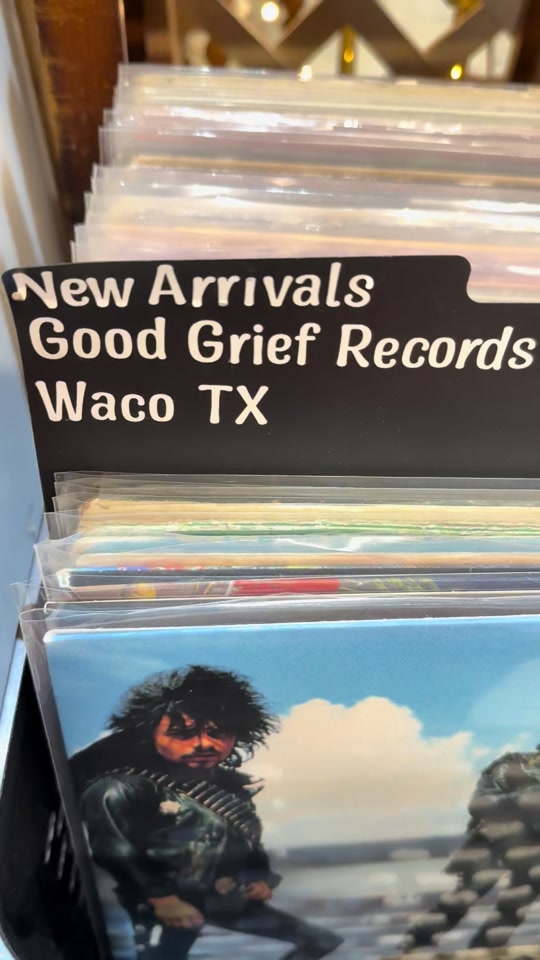 New Arrivals
Good Grief Records
Waco TX